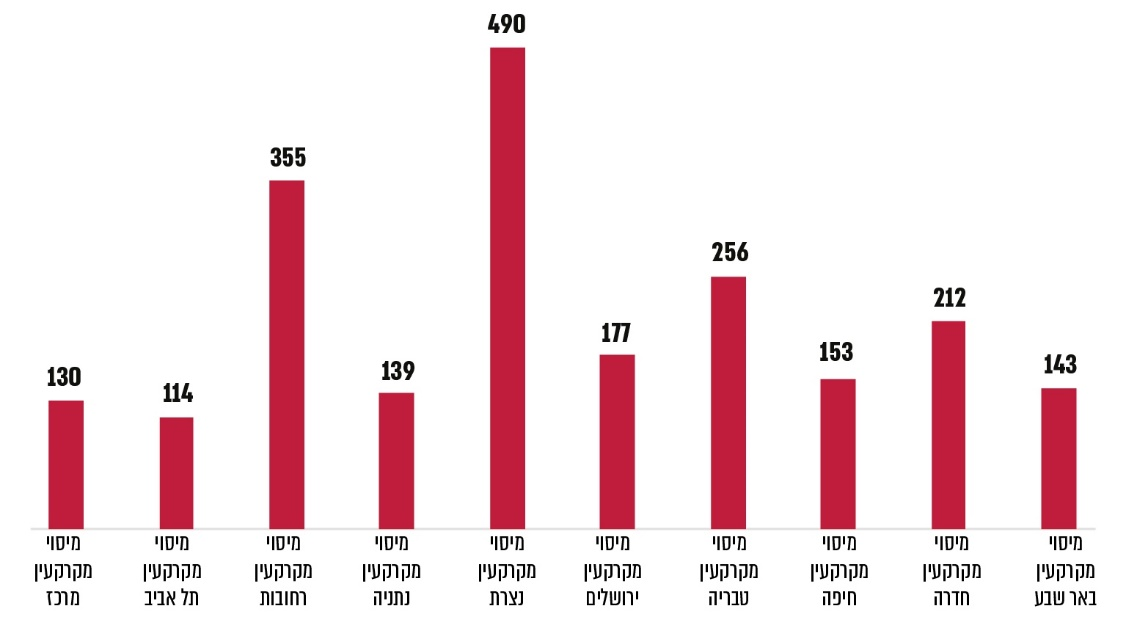 490
355
256
212
177
153
143
139
130
114
מיסוי מקרקעין מרכז
מיסוי מקרקעין תל אביב
מיסוי מקרקעין רחובות
מיסוי מקרקעין נתניה
מיסוי מקרקעין נצרת
מיסוי מקרקעין ירושלים
מיסוי מקרקעין טבריה
מיסוי מקרקעין חיפה
מיסוי מקרקעין חדרה
מיסוי מקרקעין באר שבע